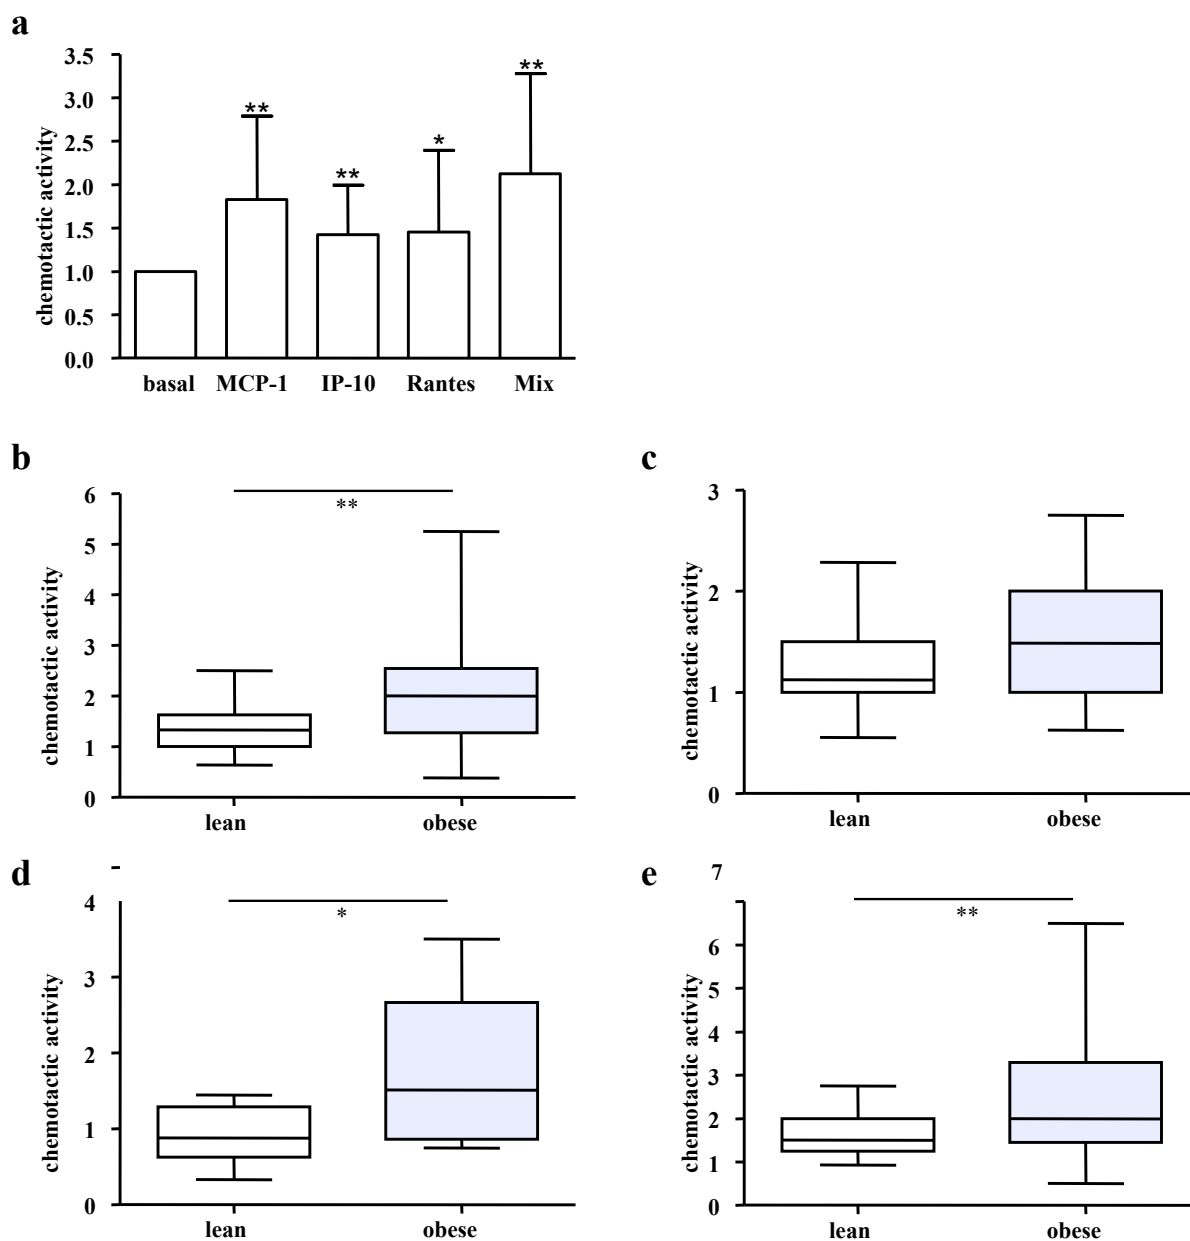 a
chemotactic activity
3.5
3.0
2.5
2.0
1.5
1.0
0.5
0.0
** ** * **
basal MCP-1 IP-10 Rantes Mix
b
chemotactic activity
6
5
4
3
2
1
0
**
lean obese
c
chemotactic activity
3
2
1
0
lean obese
d
chemotactic activity
4
3
2
1
0
*
lean obese
e
chemotactic activity
7
6
5
4
3
2
1
0
**
lean obese